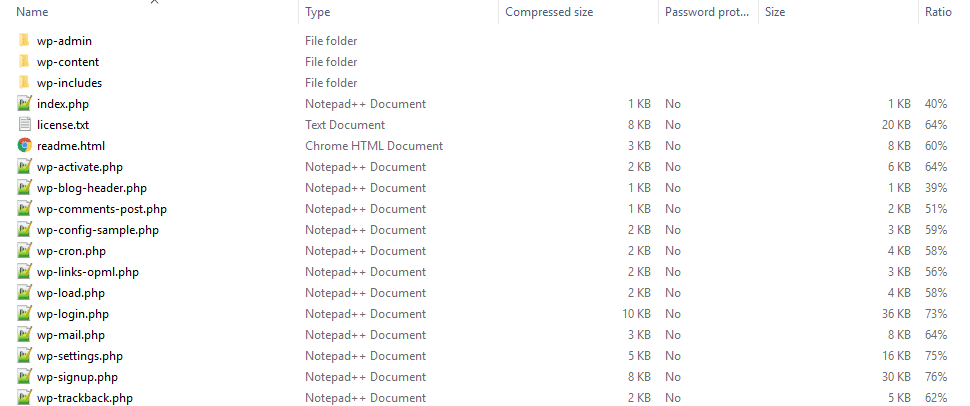 Name Type Compressed size Password prot... Size Ratio
wp-admin File folder
wp-content File folder
wp-includes File folder
index.php Notepad++ Document 1 KB No 1 KB 40%
license.txt Text Document 8 KB No 20 KB 64%
readme.html Chrome HTML Document 3 KB No 8 KB 60%
wp-activate.php Notepad++ Document 2 KB No 6 KB 64%
wp-blog-header.php Notepad++ Document 1 KB No 1 KB 39%
wp-comments-post.php Notepad++ Document 1 KB No 2 KB 51%
wp-config-sample.php Notepad++ Document 2 KB No 3 KB 59%
wp-cron.php Notepad++ Document 2 KB No 4 KB 58%
wp-links-opml.php Notepad++ Document 2 KB No 3 KB 56%
wp-load.php Notepad++ Document 2 KB No 4 KB 58%
wp-login.php Notepad++ Document 10 KB No 36 KB 73%
wp-mail.php Notepad++ Document 3 KB No 8 KB 64%
wp-settings.php Notepad++ Document 5 KB No 16 KB 75%
wp-signup.php Notepad++ Document 8 KB No 30 KB 76%
wp-trackback.php Notepad++ Document 2 KB No 5 KB 62%